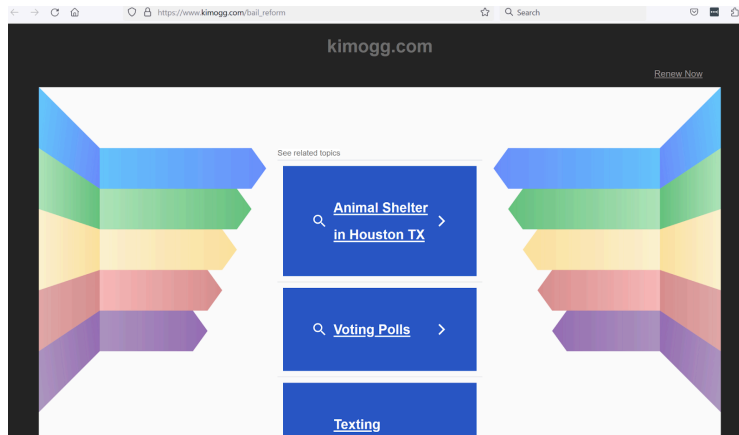 https://www.kimogg.com/bail_reform
Search
kimogg.com
Renew Now
See related topics
Animal Shelter
in Houston TX
Voting Polls
Texting